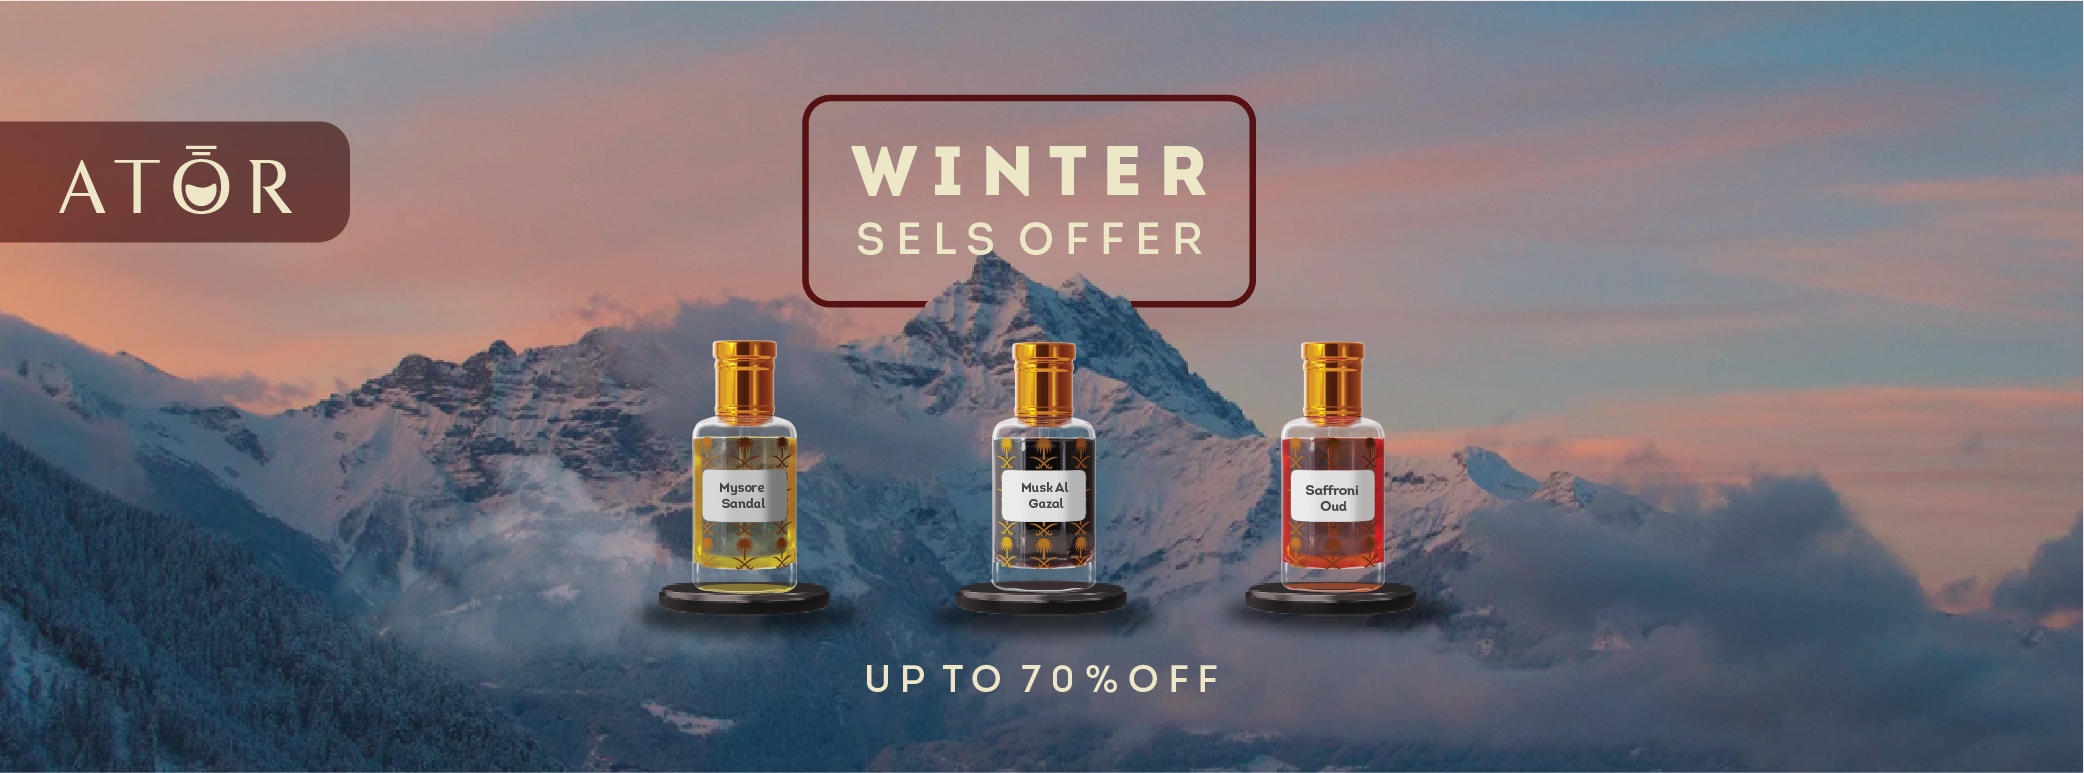 ATŌR
WINTER
SELS OFFER
Mysore
Sandal
Musk Al
Gazal
Saffroni
Oud
UP TO 70% OFF